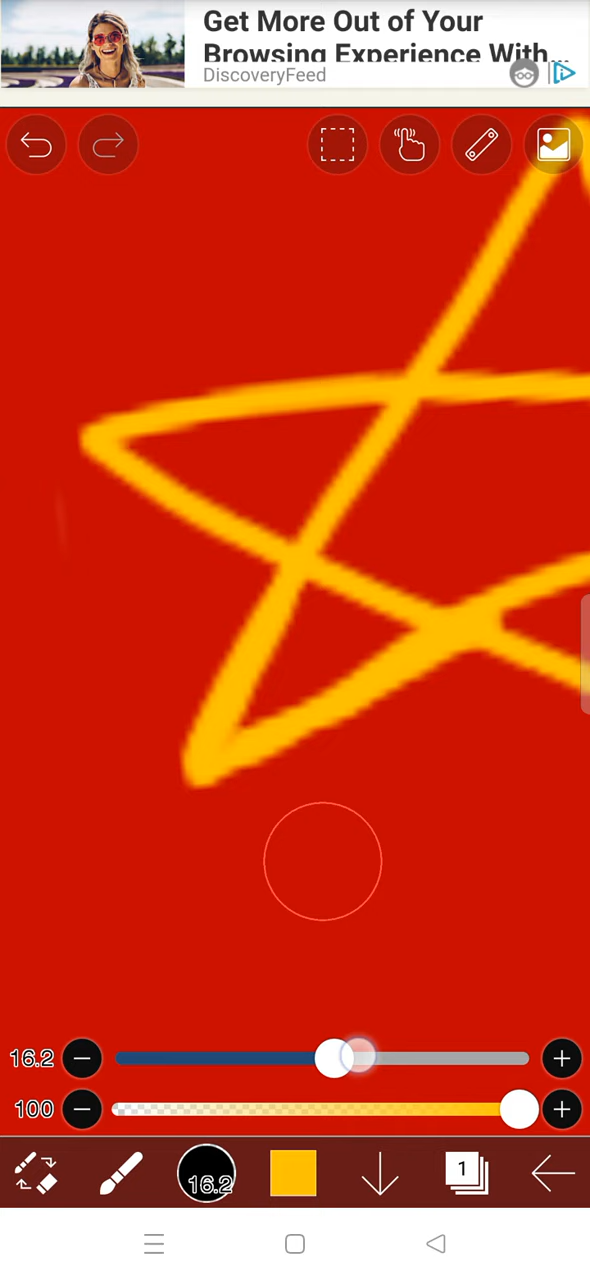 Get More Out of Your
Browsing Experience With...
DiscoveryFeed
16.2
100
16.2
1